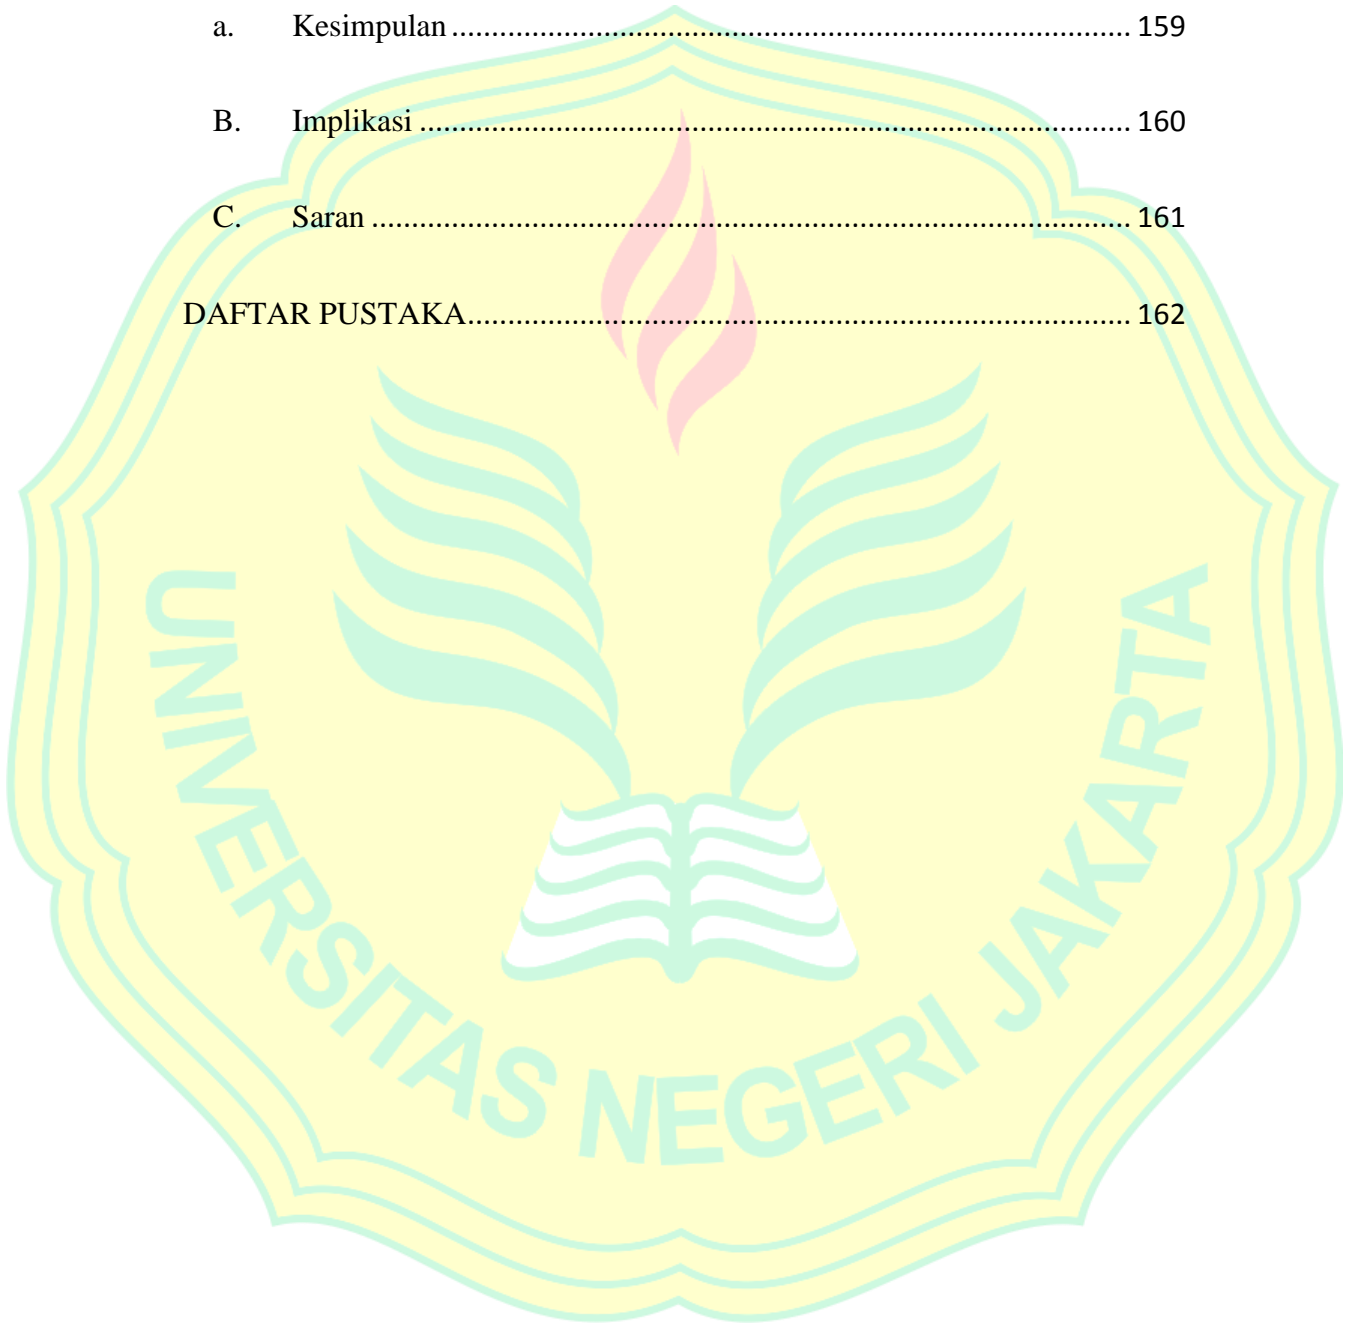 a. Kesimpulan ........................................................................................ 159
B. Implikasi ............................................................................................ 160
C. Saran .................................................................................................. 161
DAFTAR PUSTAKA..................................................................................... 162
UNIVERSITAS NEGERI JAKARTA